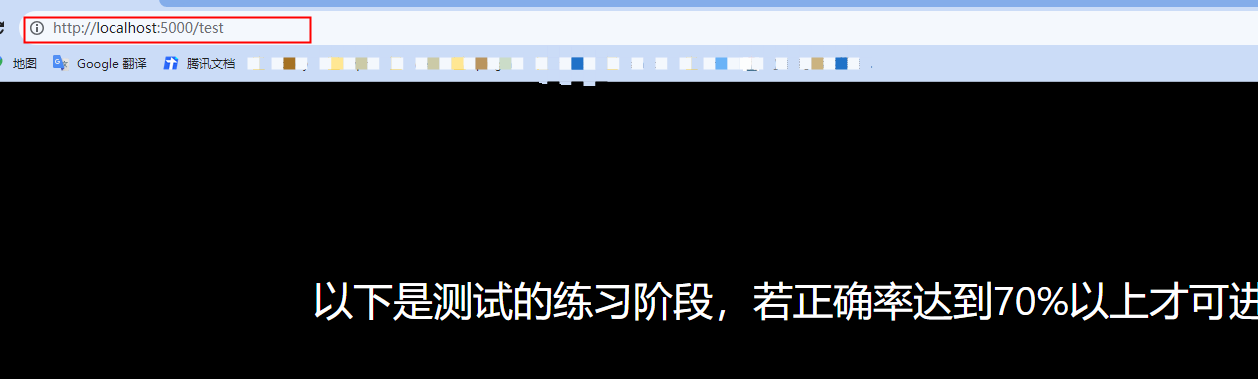 http://localhost:5000/test
地图 Google 翻译 腾讯文档
以下是测试的练习阶段，若正确率达到70%以上才可进